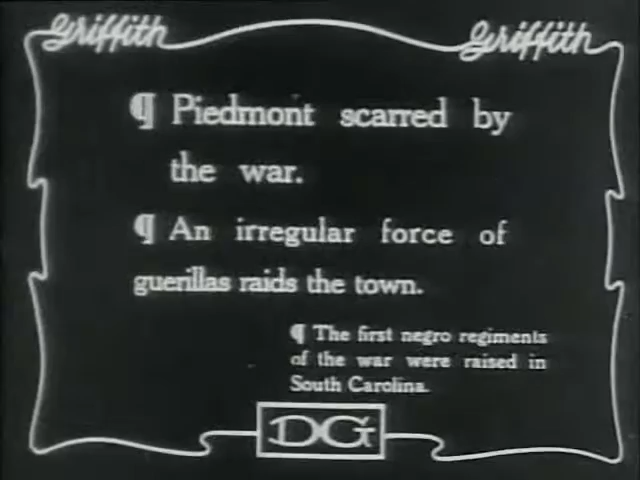 Griffith Griffith
¶ Piedmont scarred by
the war.
¶ An irregular force of
guerillas raids the town.
¶ The first negro regiments
of the war were raised in
South Carolina.
DG